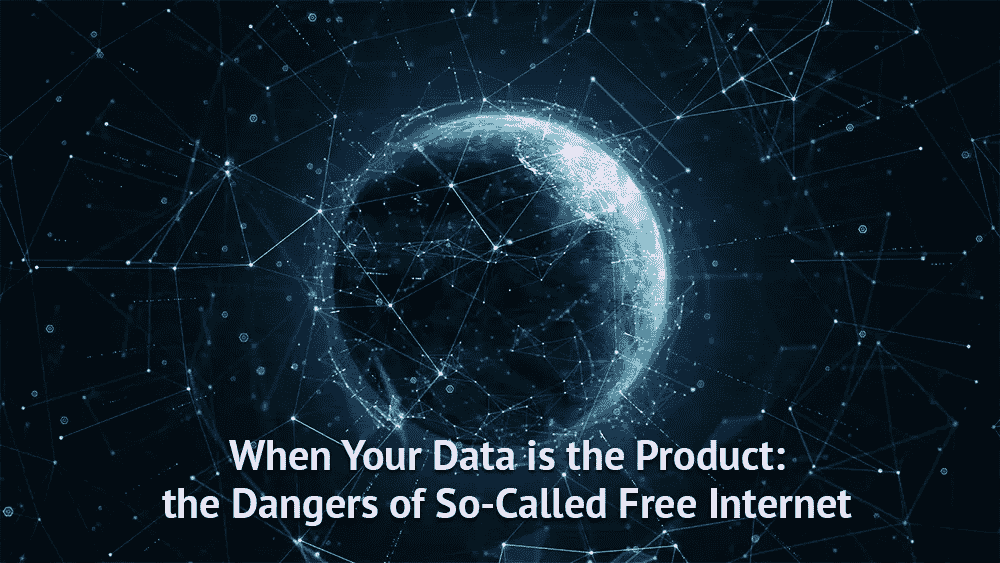 When Your Data is the Product:
the Dangers of So-Called Free Internet